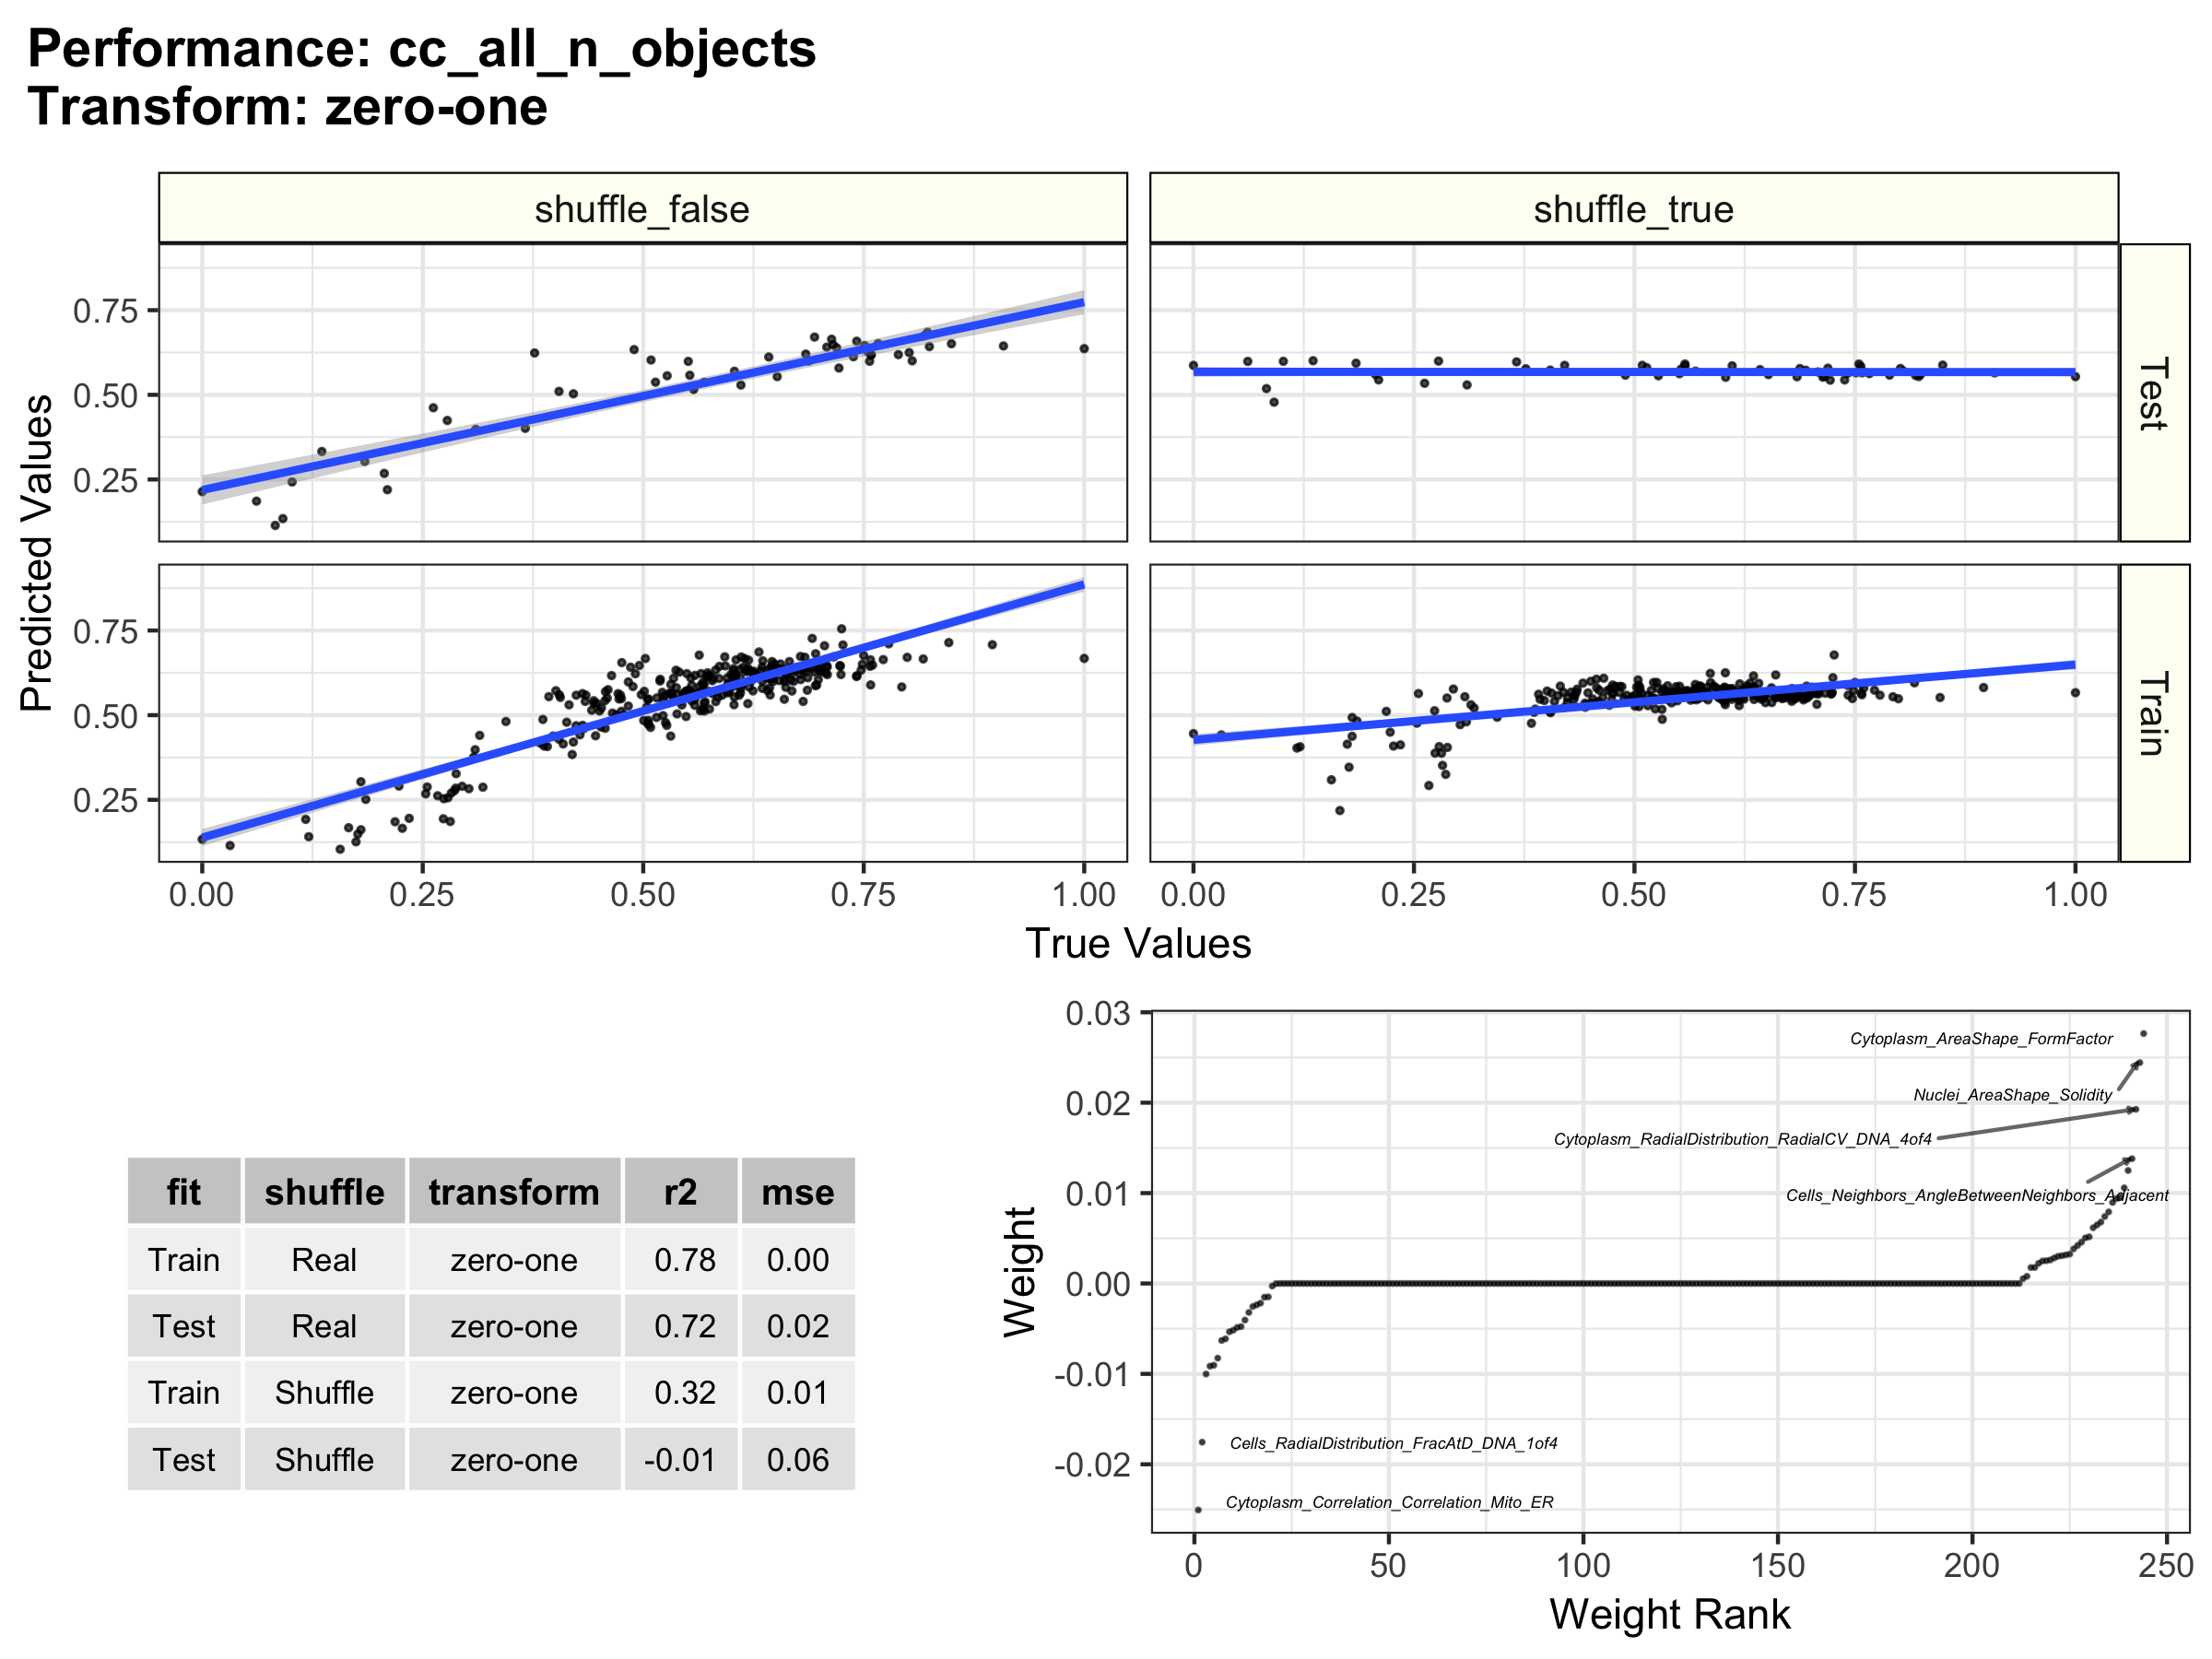 Performance: cc_all_n_objects
Transform: zero-one
shuffle_false
shuffle_true
Predicted Values
0.75
0.50
0.25
Test
0.75
0.50
0.25
Train
0.00 0.25 0.50 0.75 1.00
0.00 0.25 0.50 0.75 1.00
True Values
fit shuffle transform r2 mse
Train Real zero-one 0.78 0.00
Test Real zero-one 0.72 0.02
Train Shuffle zero-one 0.32 0.01
Test Shuffle zero-one -0.01 0.06
Weight
0.03
0.02
0.01
0.00
-0.01
-0.02
Cytoplasm_AreaShape_FormFactor
Nuclei_AreaShape_Solidity
Cytoplasm_RadialDistribution_RadialCV_DNA_4of4
Cells_Neighbors_AngleBetweenNeighbors_Adjacent
Cells_RadialDistribution_FracAtD_DNA_1of4
Cytoplasm_Correlation_Correlation_Mito_ER
0 50 100 150 200 250
Weight Rank